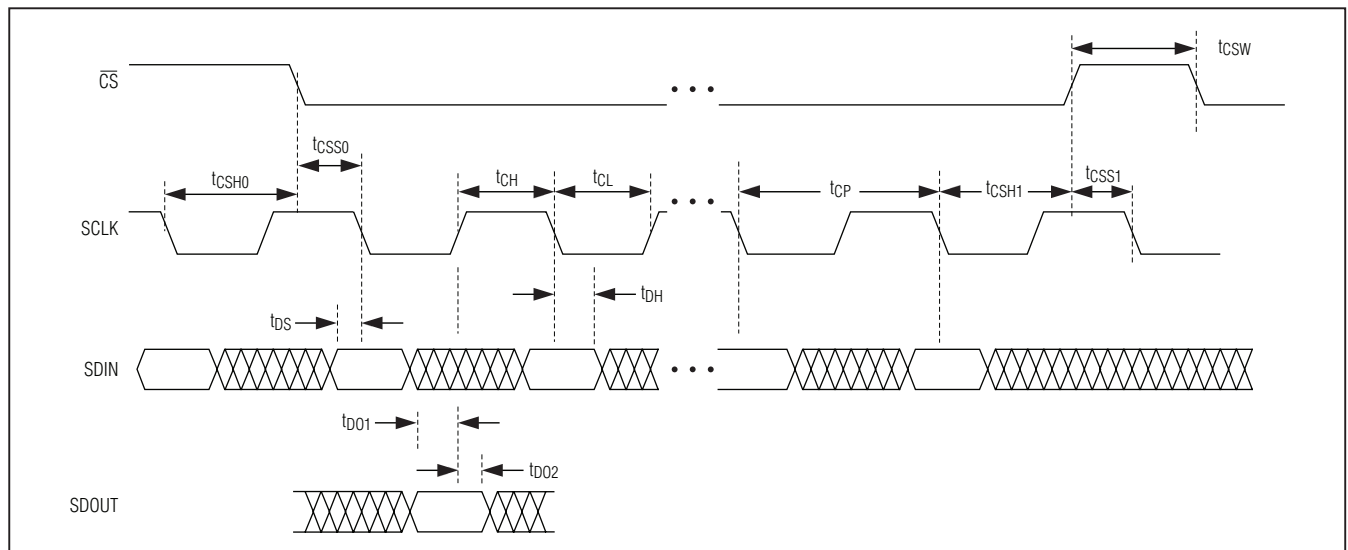 CS
tCSW
tCSS0
tCSH0
tCH
tCL
tCP
tCSH1
tCSS1
SCLK
tDH
tDS
SDIN
tDO1
tDO2
SDOUT